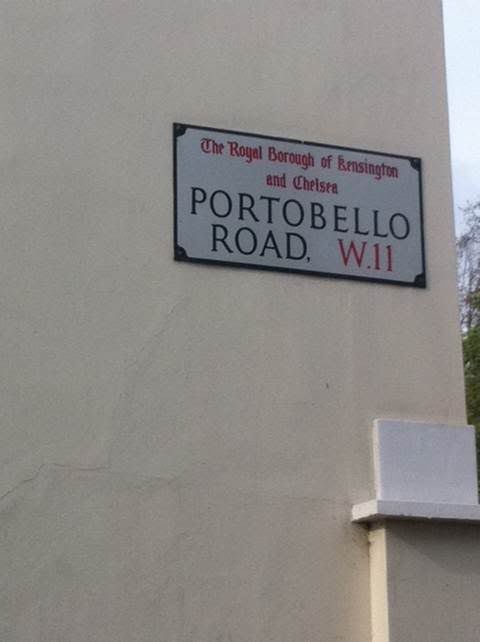 The Royal Borough of Kensington
and Chelsea
PORTOBELLO
ROAD, W.11